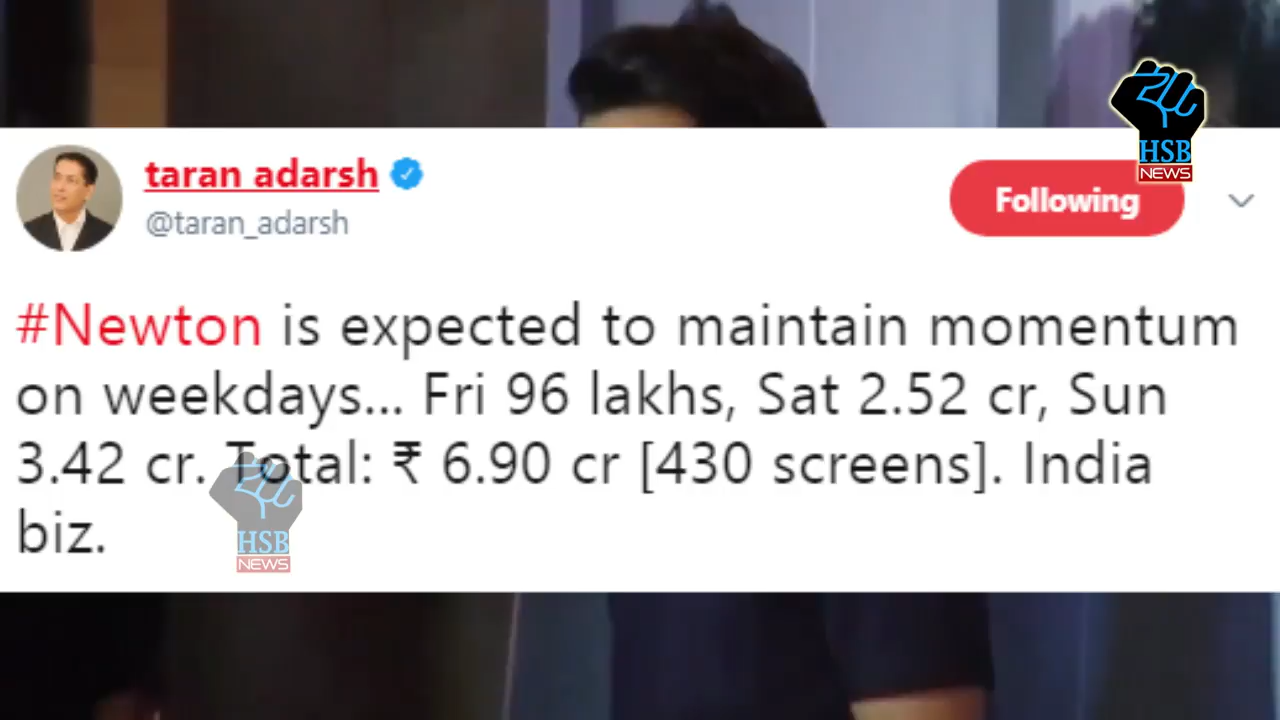 taran adarsh
@taran_adarsh
Following
HSB
NEWS
#Newton is expected to maintain momentum
on weekdays... Fri 96 lakhs, Sat 2.52 cr, Sun
3.42 cr. Total: ₹ 6.90 cr [430 screens]. India
biz.
HSB
NEWS